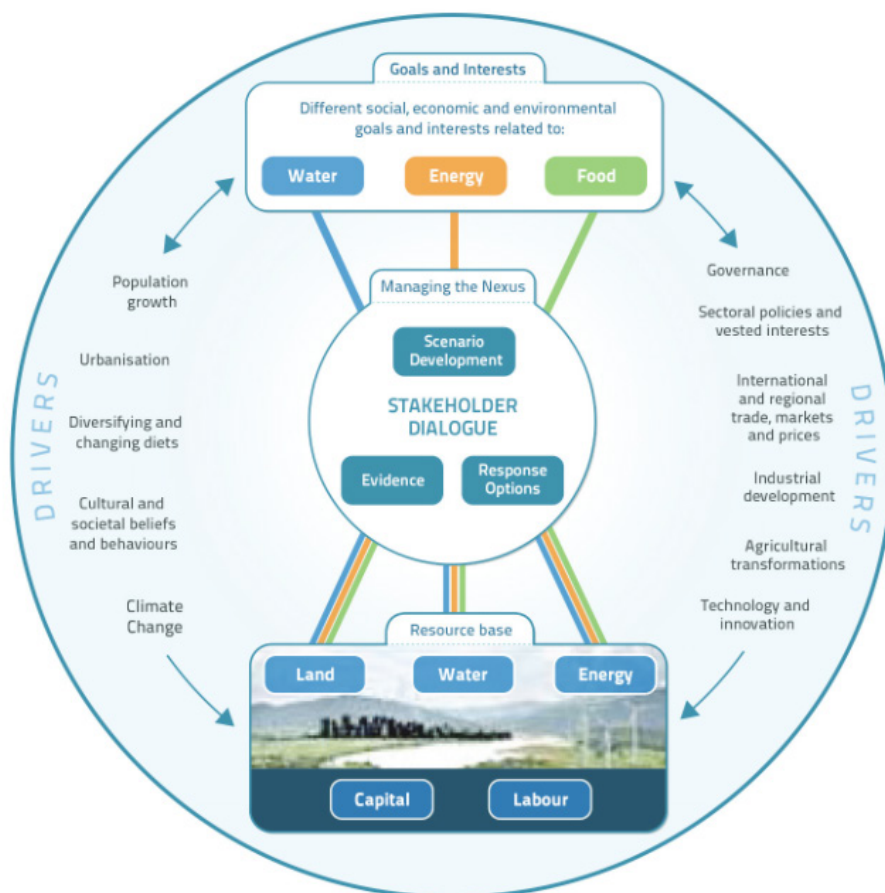 Goals and Interests
Different social, economic and environmental
goals and interests related to:
Water
Energy
Food
Managing the Nexus
Scenario
Development
STAKEHOLDER
DIALOGUE
Evidence
Response
Options
DRIVERS
Population
growth
Urbanisation
Diversifying and
changing diets
Cultural and
societal beliefs
and behaviours
Climate
Change
DRIVERS
Governance
Sectoral policies and
vested interests
International
and regional
trade, markets
and prices
Industrial
development
Agricultural
transformations
Technology and
innovation
Resource base
Land
Water
Energy
Capital
Labour